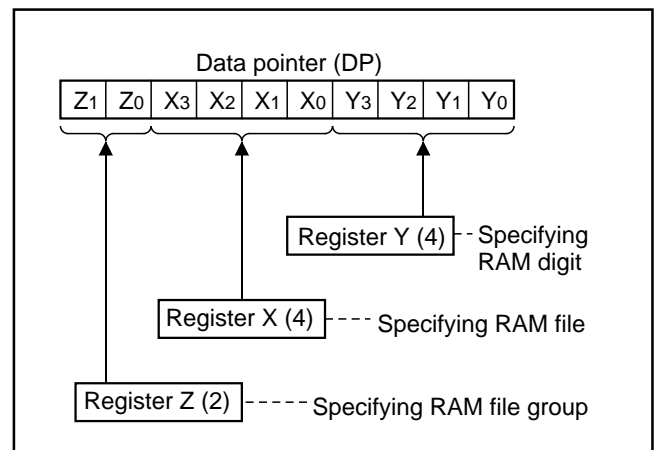 Data pointer (DP)
Z1 Z0 X3 X2 X1 X0 Y3 Y2 Y1 Y0
Register Y (4)
Specifying
RAM digit
Register X (4)
Specifying RAM file
Register Z (2)
Specifying RAM file group